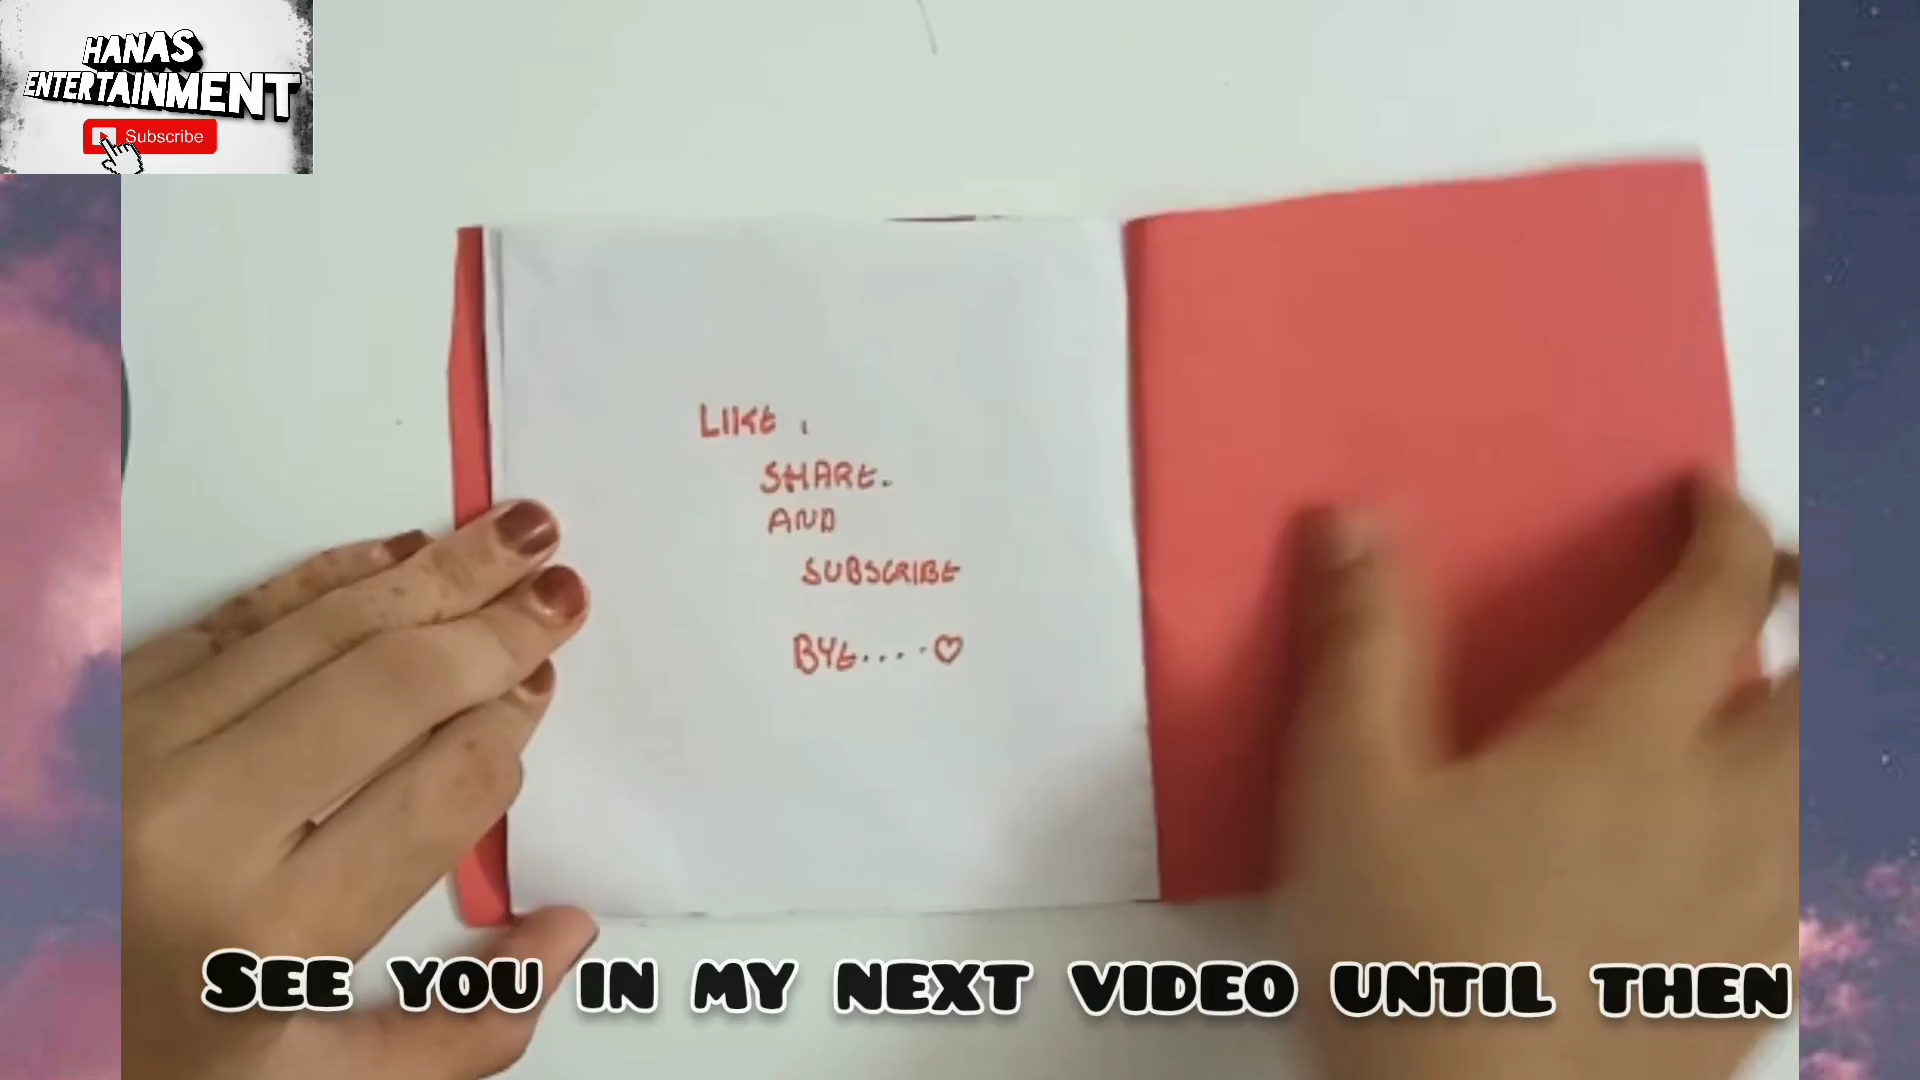 HANAS
ENTERTAINMENT
Subscribe
LIKE,
SHARE.
AND
SUBSCRIBE
BYE....♡
SEE YOU IN MY NEXT VIDEO UNTIL THEN